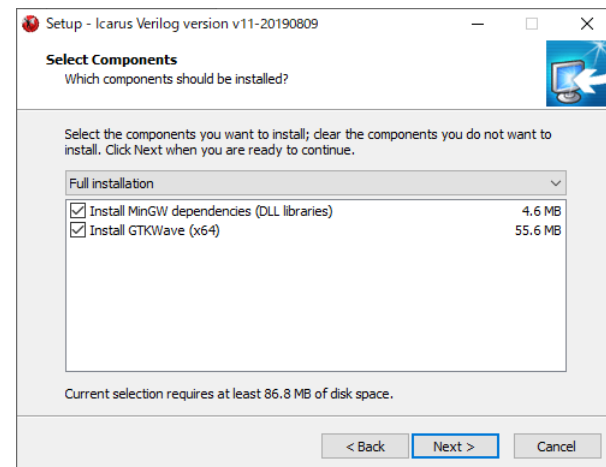 Setup - Icarus Verilog version v11-20190809
Select Components
Which components should be installed?
Select the components you want to install; clear the components you do not want to
install. Click Next when you are ready to continue.
Full installation
Install MinGW dependencies (DLL libraries) 4.6 MB
Install GTKWave (x64) 55.6 MB
Current selection requires at least 86.8 MB of disk space.
< Back Next > Cancel